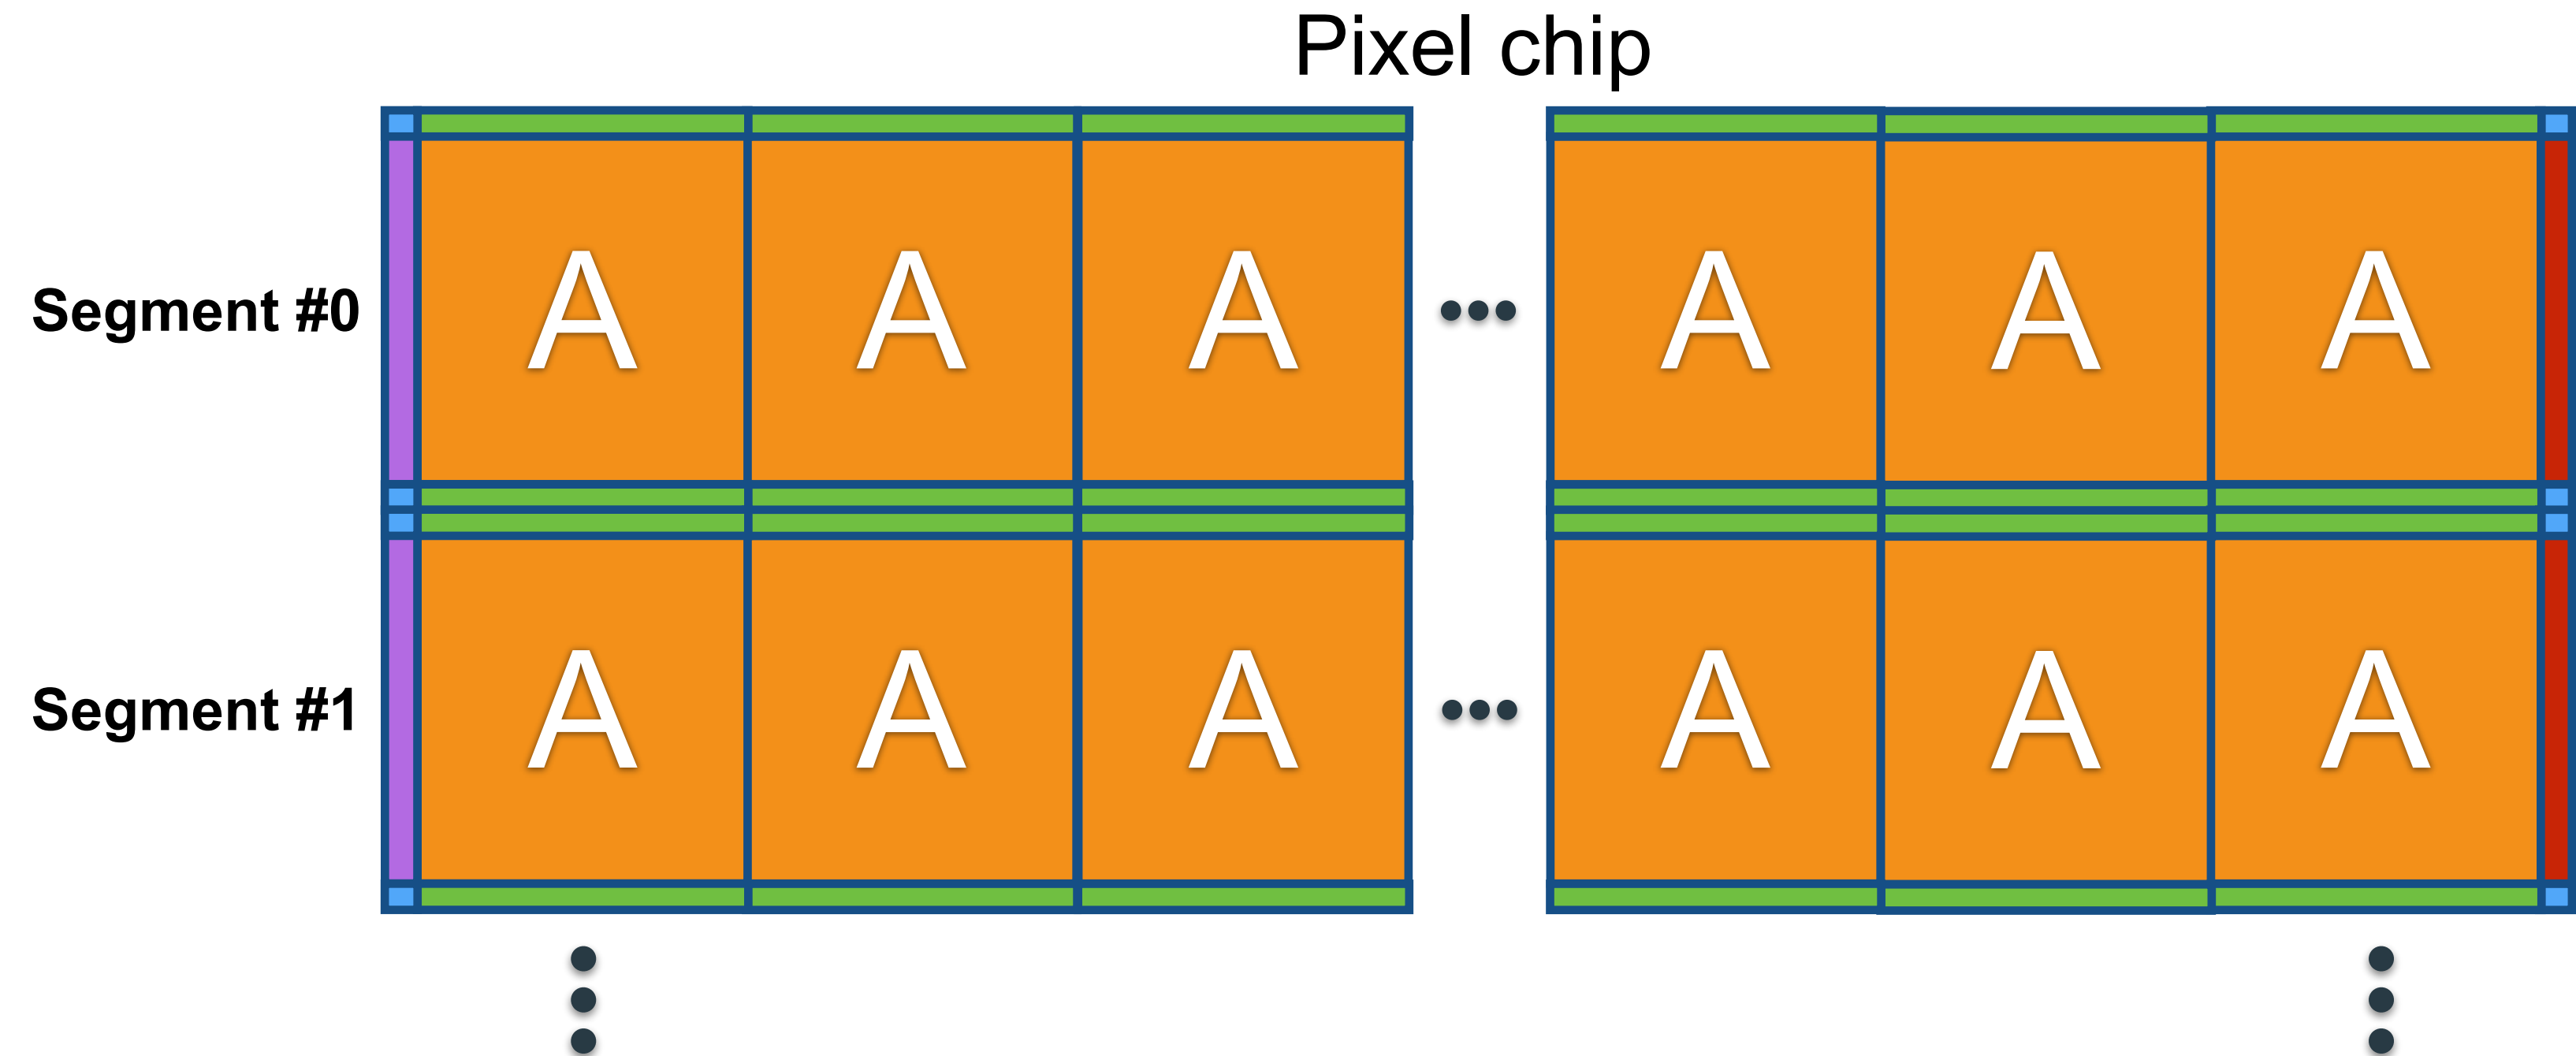 Pixel chip
Segment #0 A A A ••• A A A
Segment #1 A A A ••• A A A